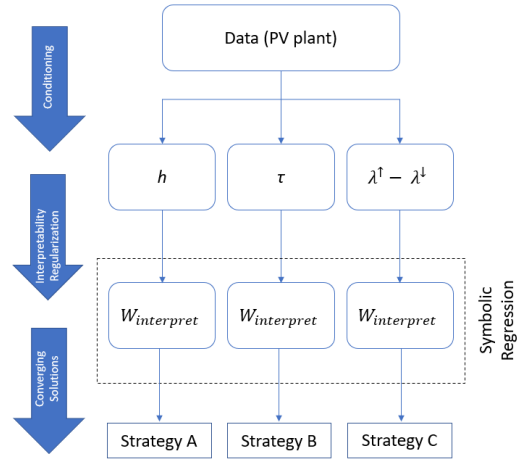 Data (PV plant)
Conditioning
h
τ
λ↑ − λ↓
Interpretability
Regularization
W_interpret
W_interpret
W_interpret
Symbolic
Regression
Converging
Solutions
Strategy A
Strategy B
Strategy C